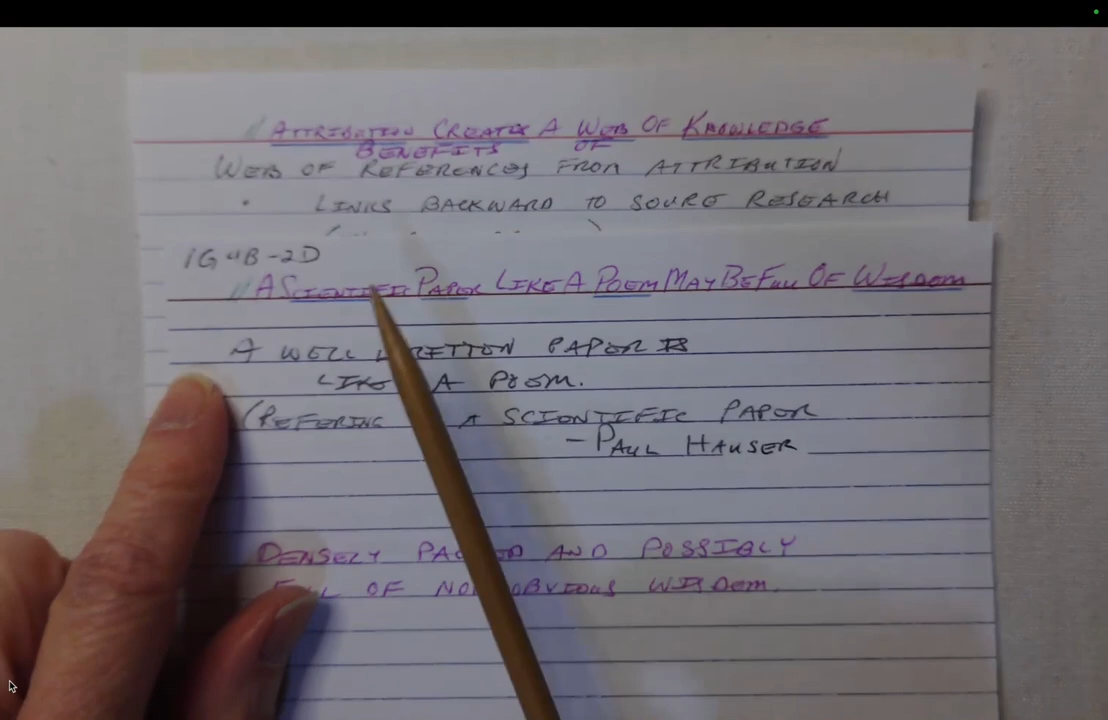 ATTRIBUTION CREATES A WEB OF KNOWLEDGE
BENEFITS OF
WEB OF REFERENCES FROM ATTRIBUTION
· LINKS BACKWARD TO SOURCE RESEARCH
1G4B-2D
A SCIENTIFIC PAPER LIKE A POEM MAY BE FULL OF WISDOM
A WELL PAPER IS
LIKE A POEM.
(REFERING A SCIENTIFIC PAPER
- PAUL HAUSER
DENSELY PACKED AND POSSIBLY
FULL OF NON OBVIOUS WISDOM.